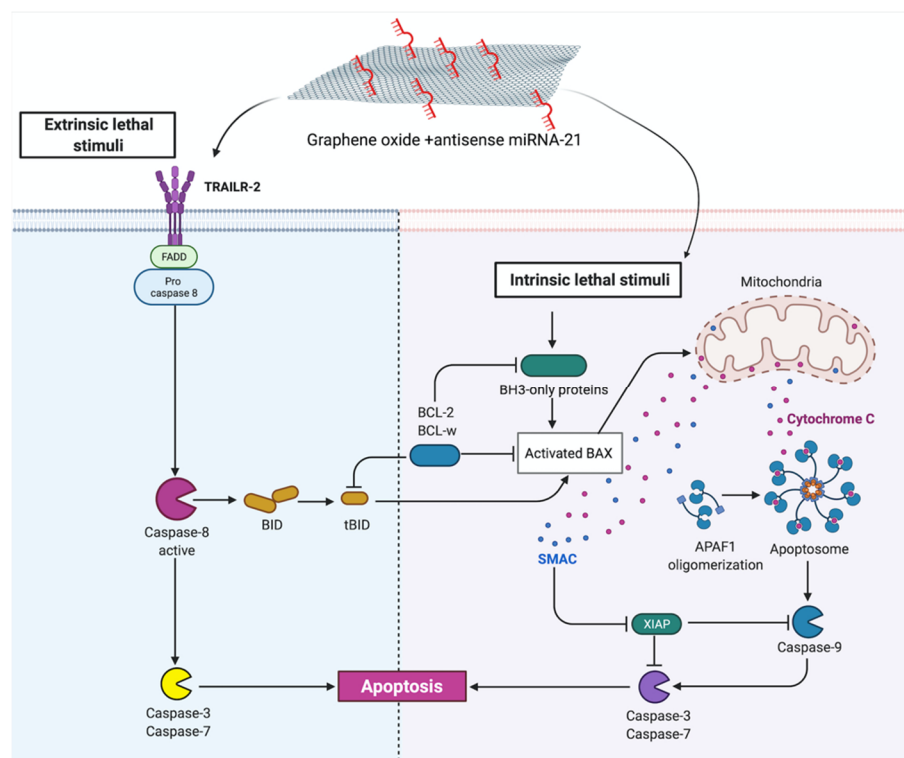 Graphene oxide +antisense miRNA-21
Extrinsic lethal
stimuli
TRAILR-2
FADD
Pro
caspase 8
Intrinsic lethal stimuli
Mitochondria
BH3-only proteins
BCL-2
BCL-w
Cytochrome C
Activated BAX
BID
tBID
Caspase-8
active
SMAC
APAF1
oligomerization
Apoptosome
XIAP
Caspase-9
Apoptosis
Caspase-3
Caspase-7
Caspase-3
Caspase-7